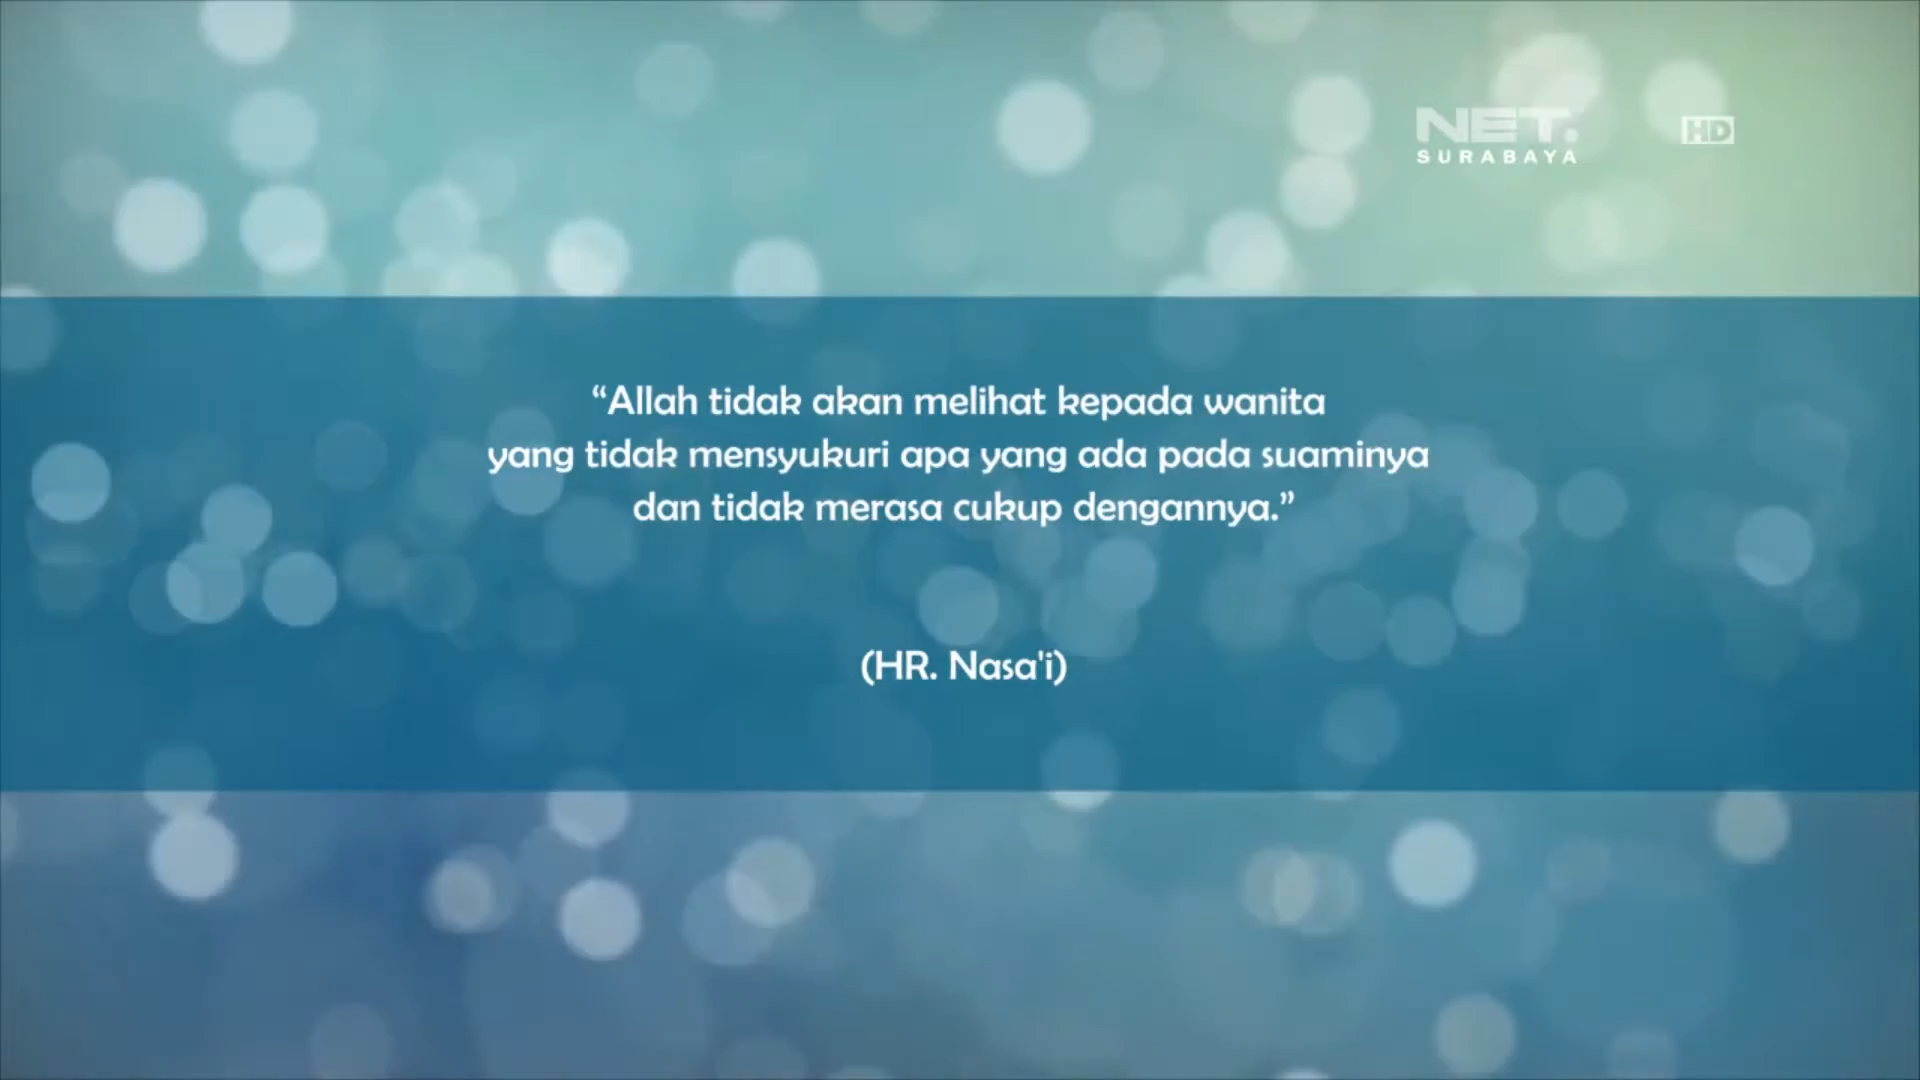 NET.
SURABAYA
HD
“Allah tidak akan melihat kepada wanita
yang tidak mensyukuri apa yang ada pada suaminya
dan tidak merasa cukup dengannya.”
(HR. Nasa'i)